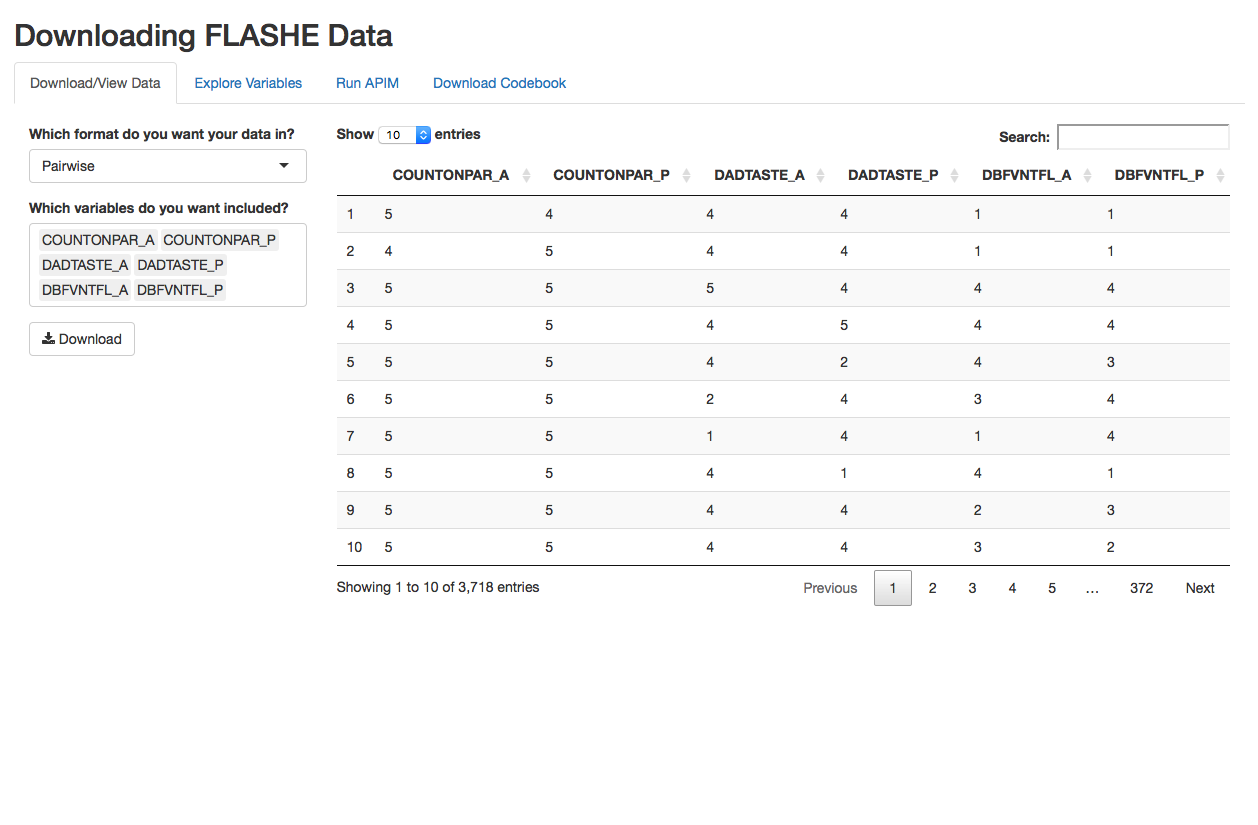 Downloading FLASHE Data
Download/View Data Explore Variables Run APIM Download Codebook
Which format do you want your data in?
Pairwise
Which variables do you want included?
COUNTONPAR_A COUNTONPAR_P
DADTASTE_A DADTASTE_P
DBFVNTFL_A DBFVNTFL_P
Download
Show 10 entries
Search:
COUNTONPAR_A COUNTONPAR_P DADTASTE_A DADTASTE_P DBFVNTFL_A DBFVNTFL_P
1 5 4 4 4 1 1
2 4 5 4 4 1 1
3 5 5 5 4 4 4
4 5 5 4 5 4 4
5 5 5 4 2 4 3
6 5 5 2 4 3 4
7 5 5 1 4 1 4
8 5 5 4 1 4 1
9 5 5 4 4 2 3
10 5 5 4 4 3 2
Showing 1 to 10 of 3,718 entries
Previous 1 2 3 4 5 … 372 Next